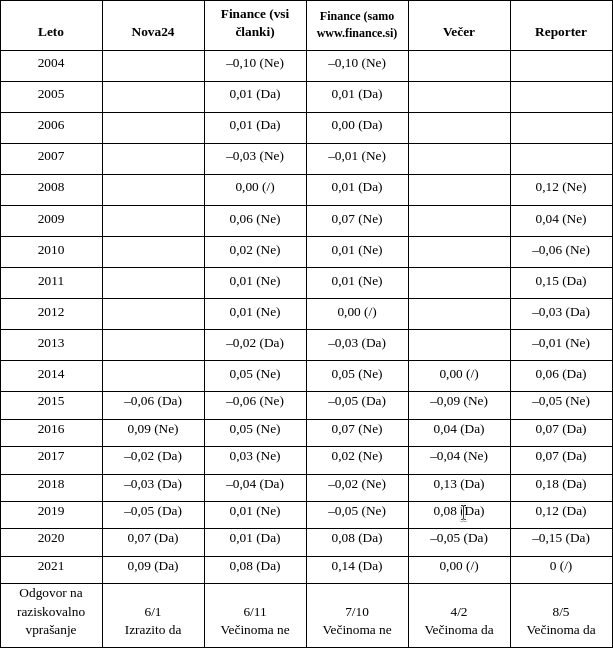 Leto Nova24 Finance (vsi članki) Finance (samo www.finance.si) Večer Reporter
2004 –0,10 (Ne) –0,10 (Ne)
2005 0,01 (Da) 0,01 (Da)
2006 0,01 (Da) 0,00 (Da)
2007 –0,03 (Ne) –0,01 (Ne)
2008 0,00 (/) 0,01 (Da) 0,12 (Ne)
2009 0,06 (Ne) 0,07 (Ne) 0,04 (Ne)
2010 0,02 (Ne) 0,01 (Ne) –0,06 (Ne)
2011 0,01 (Ne) 0,01 (Ne) 0,15 (Da)
2012 0,01 (Ne) 0,00 (/) –0,03 (Da)
2013 –0,02 (Da) –0,03 (Da) –0,01 (Ne)
2014 0,05 (Ne) 0,05 (Ne) 0,00 (/) 0,06 (Da)
2015 –0,06 (Da) –0,06 (Ne) –0,05 (Da) –0,09 (Ne) –0,05 (Ne)
2016 0,09 (Ne) 0,05 (Ne) 0,07 (Ne) 0,04 (Da) 0,07 (Da)
2017 –0,02 (Da) 0,03 (Ne) 0,02 (Ne) –0,04 (Ne) 0,07 (Da)
2018 –0,03 (Da) –0,04 (Da) –0,02 (Ne) 0,13 (Da) 0,18 (Da)
2019 –0,05 (Da) 0,01 (Ne) –0,05 (Ne) 0,08 (Da) 0,12 (Da)
2020 0,07 (Da) 0,01 (Da) 0,08 (Da) –0,05 (Da) –0,15 (Da)
2021 0,09 (Da) 0,08 (Da) 0,14 (Da) 0,00 (/) 0 (/)
Odgovor na
raziskovalno 6/1 6/11 7/10 4/2 8/5
vprašanje Izrazito da Večinoma ne Večinoma ne Večinoma da Večinoma da